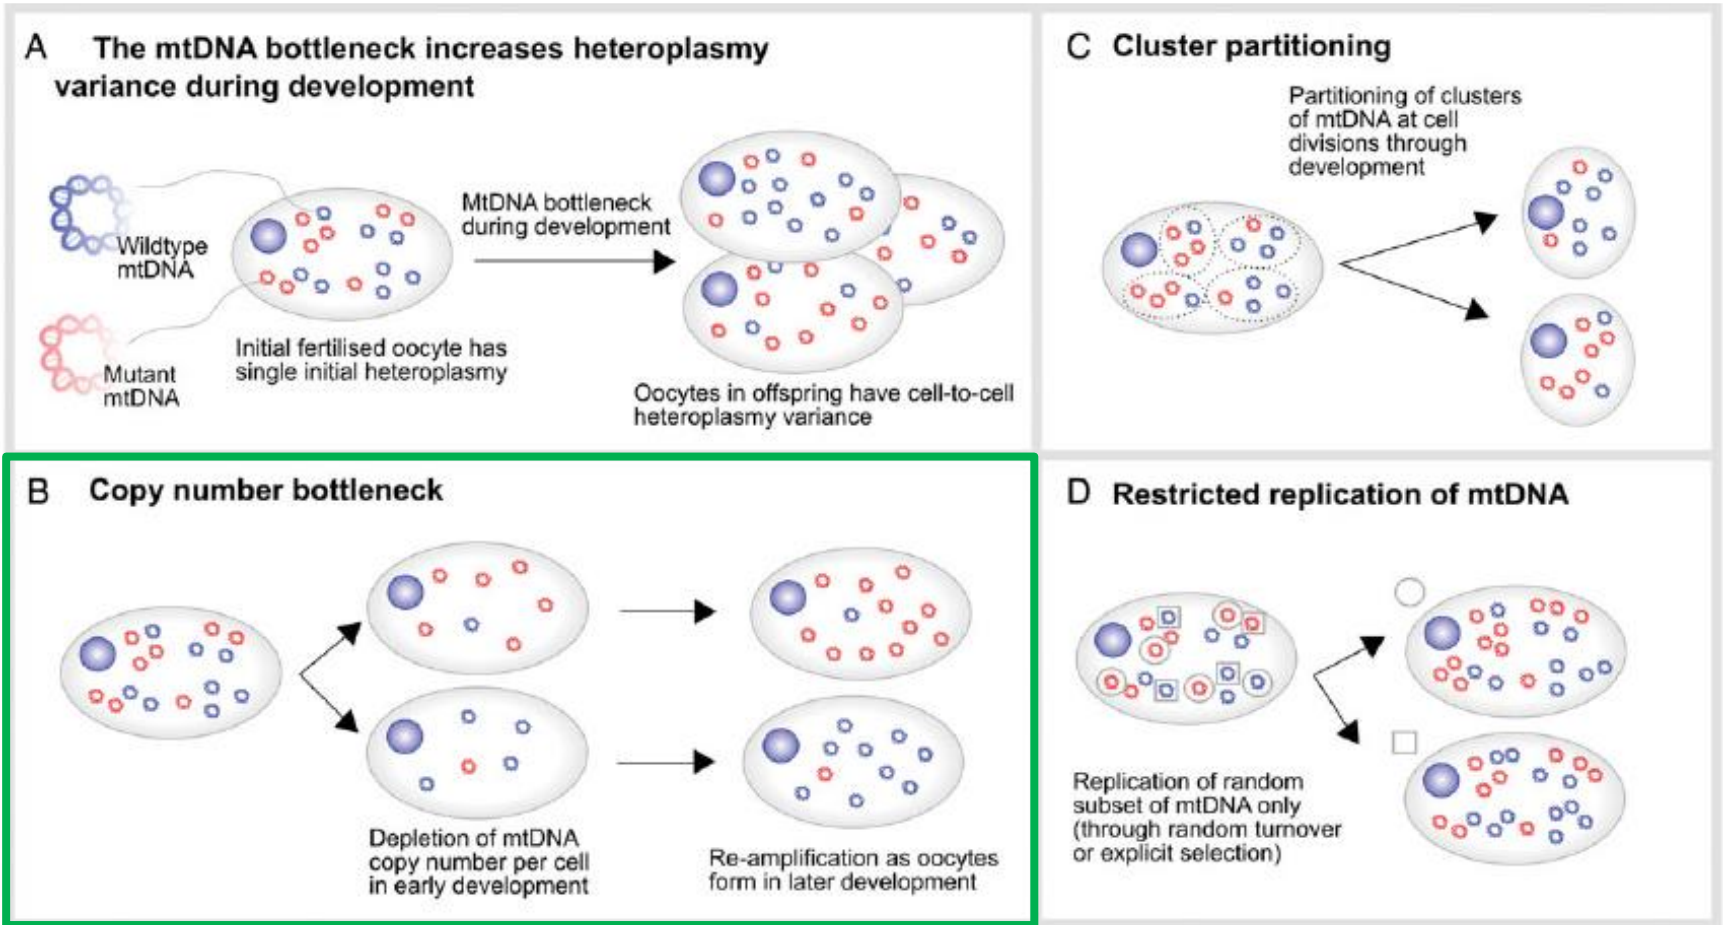 A The mtDNA bottleneck increases heteroplasmy
variance during development
Wildtype
mtDNA
Mutant
mtDNA
Initial fertilised oocyte has
single initial heteroplasmy
MtDNA bottleneck
during development
Oocytes in offspring have cell-to-cell
heteroplasmy variance
B Copy number bottleneck
Depletion of mtDNA
copy number per cell
in early development
Re-amplification as oocytes
form in later development
C Cluster partitioning
Partitioning of clusters
of mtDNA at cell
divisions through
development
D Restricted replication of mtDNA
Replication of random
subset of mtDNA only
(through random turnover
or explicit selection)